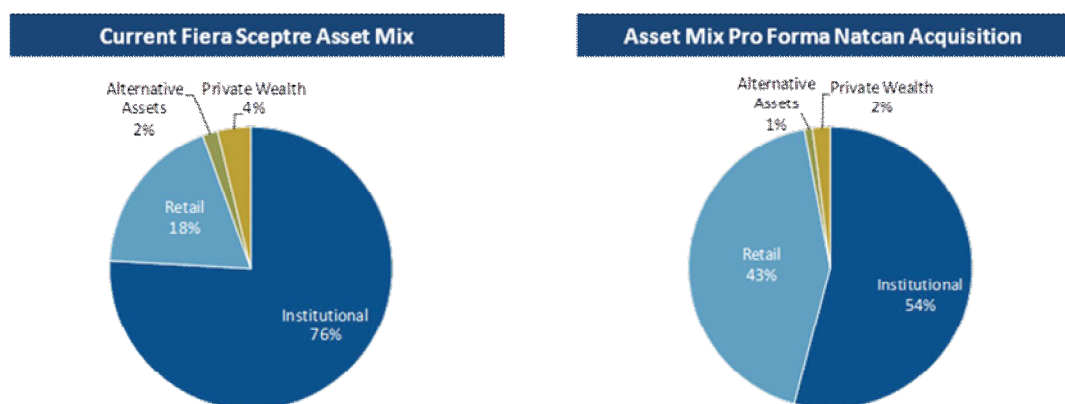 Current Fiera Sceptre Asset Mix
Alternative
Assets
2%
Private Wealth
4%
Retail
18%
Institutional
76%
Asset Mix Pro Forma Natcan Acquisition
Alternative
Assets
1%
Private Wealth
2%
Retail
43%
Institutional
54%